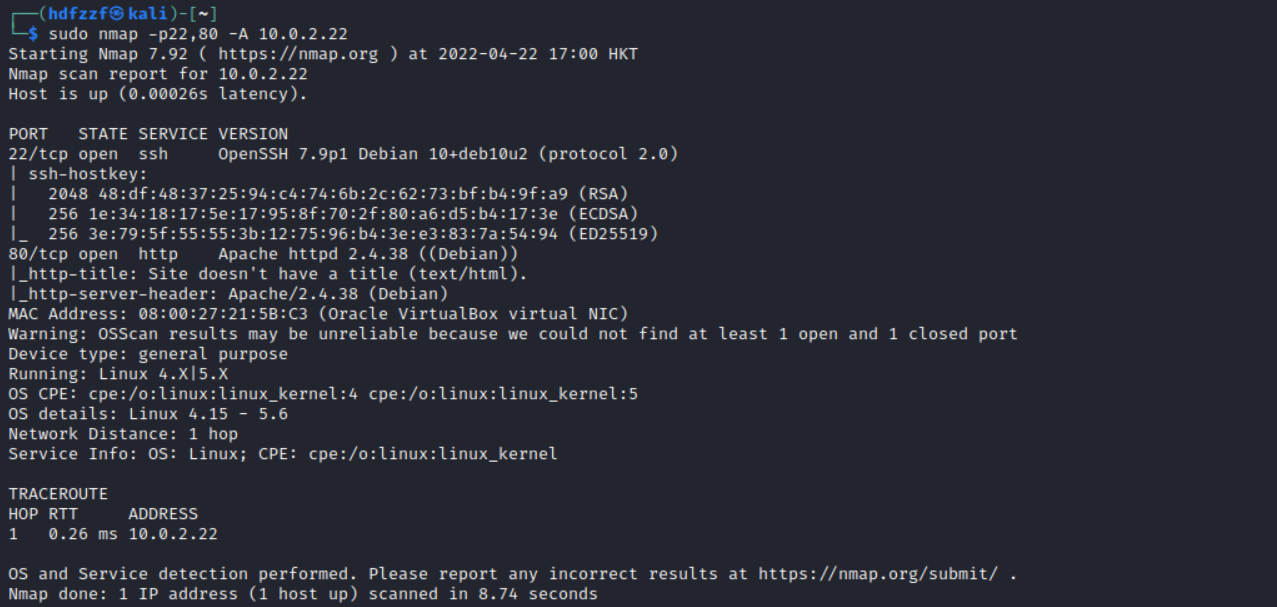 ┌──(hdfzzf㉿kali)-[~]
└─$ sudo nmap -p22,80 -A 10.0.2.22
Starting Nmap 7.92 ( https://nmap.org ) at 2022-04-22 17:00 HKT
Nmap scan report for 10.0.2.22
Host is up (0.00026s latency).

PORT   STATE SERVICE VERSION
22/tcp open  ssh     OpenSSH 7.9p1 Debian 10+deb10u2 (protocol 2.0)
| ssh-hostkey:
|   2048 48:df:48:37:25:94:c4:74:6b:2c:62:73:bf:b4:9f:a9 (RSA)
|   256 1e:34:18:17:5e:17:95:8f:70:2f:80:a6:d5:b4:17:3e (ECDSA)
|_  256 3e:79:5f:55:55:3b:12:75:96:b4:3e:e3:83:7a:54:94 (ED25519)
80/tcp open  http    Apache httpd 2.4.38 ((Debian))
|_http-title: Site doesn't have a title (text/html).
|_http-server-header: Apache/2.4.38 (Debian)
MAC Address: 08:00:27:21:5B:C3 (Oracle VirtualBox virtual NIC)
Warning: OSScan results may be unreliable because we could not find at least 1 open and 1 closed port
Device type: general purpose
Running: Linux 4.X|5.X
OS CPE: cpe:/o:linux:linux_kernel:4 cpe:/o:linux:linux_kernel:5
OS details: Linux 4.15 - 5.6
Network Distance: 1 hop
Service Info: OS: Linux; CPE: cpe:/o:linux:linux_kernel

TRACEROUTE
HOP RTT     ADDRESS
1   0.26 ms 10.0.2.22

OS and Service detection performed. Please report any incorrect results at https://nmap.org/submit/ .
Nmap done: 1 IP address (1 host up) scanned in 8.74 seconds